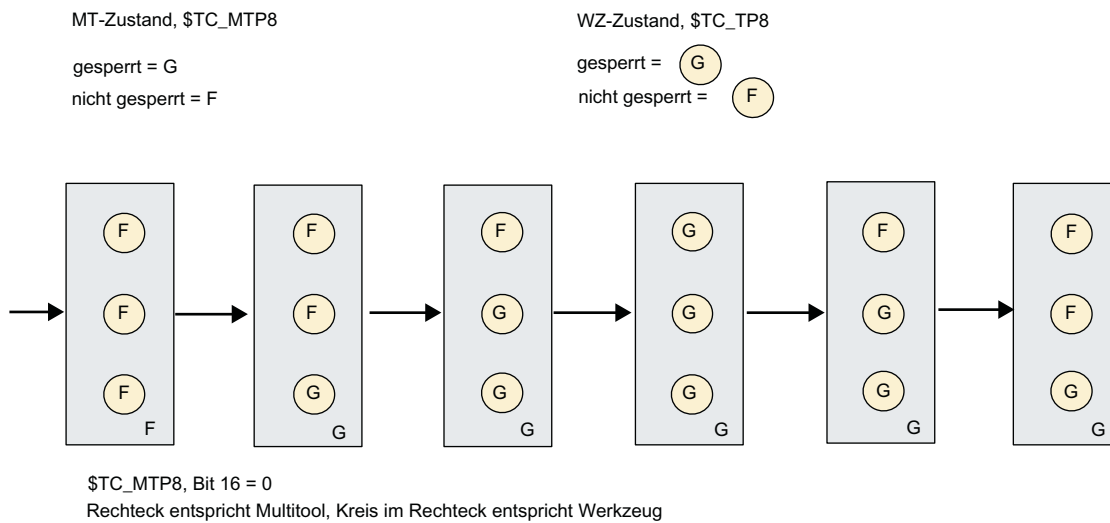 MT-Zustand, $TC_MTP8
gesperrt = G
nicht gesperrt = F
WZ-Zustand, $TC_TP8
gesperrt = G
nicht gesperrt = F
F F F G F F
F F G G G F
F G G G G G
F G G G G G
$TC_MTP8, Bit 16 = 0
Rechteck entspricht Multitool, Kreis im Rechteck entspricht Werkzeug